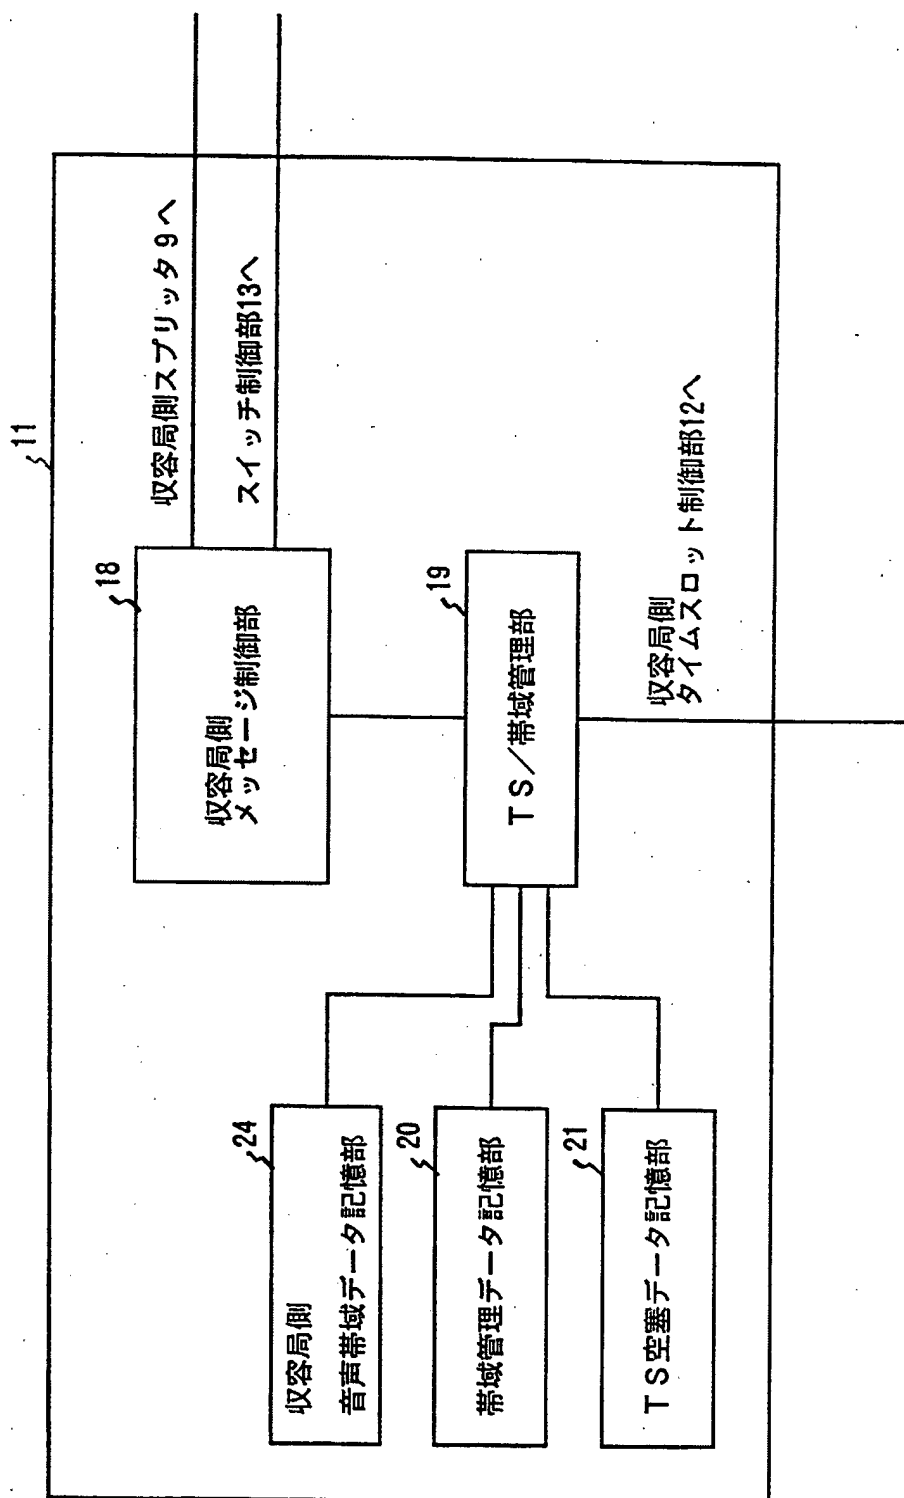 11
収容局側スプリッタ9へ
スイッチ制御部13へ
18
収容局側
メッセージ制御部
19
TS/帯域管理部
収容局側
タイムスロット制御部12へ
24
収容局側
音声帯域データ記憶部
20
帯域管理データ記憶部
21
TS空塞データ記憶部